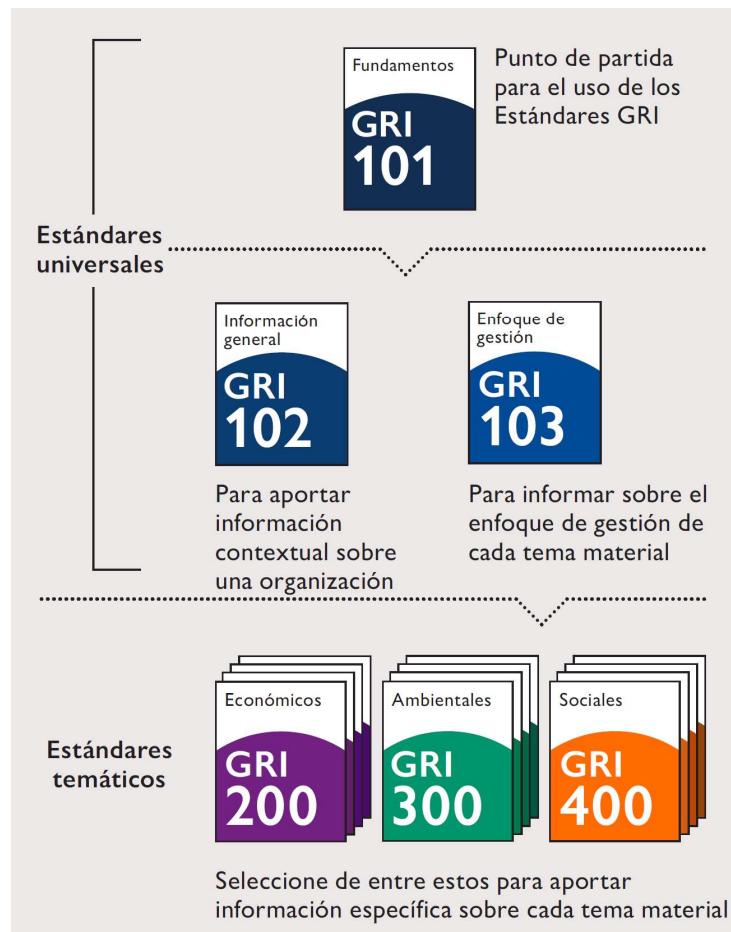 Fundamentos
GRI
101
Punto de partida
para el uso de los
Estándares GRI
Estándares
universales
Información
general
GRI
102
Enfoque de
gestión
GRI
103
Para aportar
información
contextual sobre
una organización
Para informar sobre el
enfoque de gestión de
cada tema material
Estándares
temáticos
Económicos
GRI
200
Ambientales
GRI
300
Sociales
GRI
400
Seleccione de entre estos para aportar
información específica sobre cada tema material